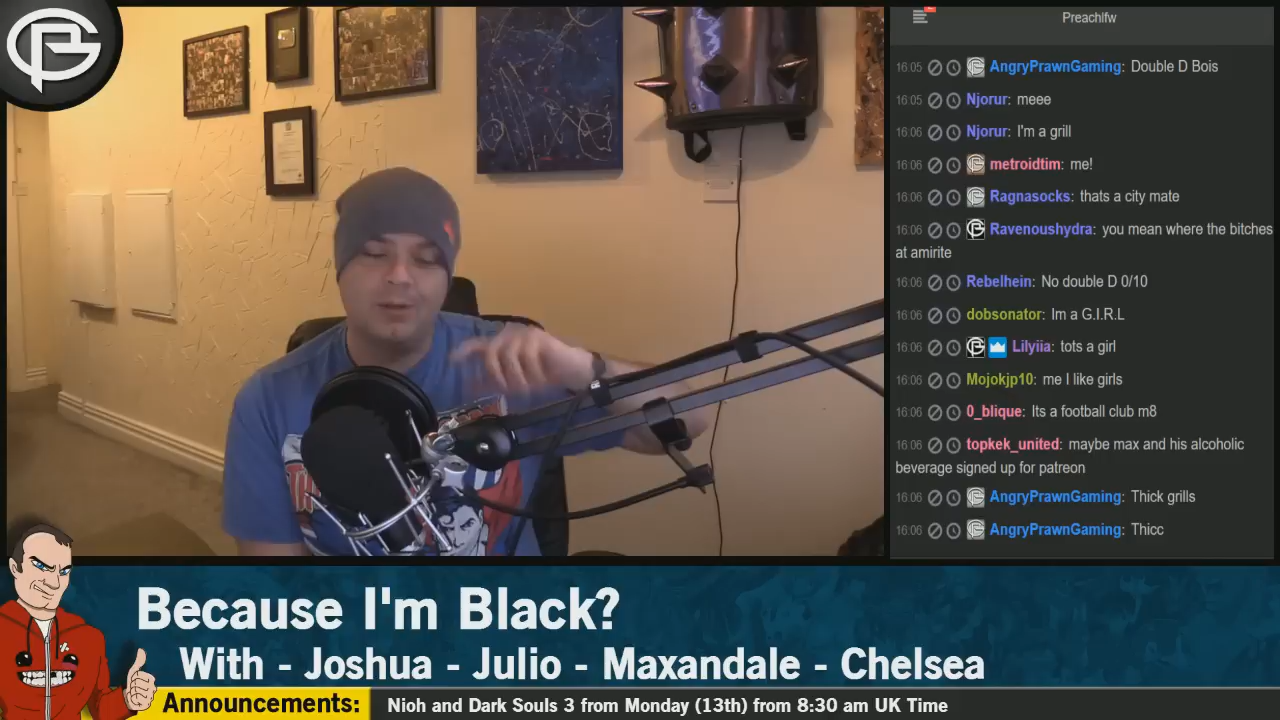 Preachlfw
16:05 AngryPrawnGaming: Double D Bois
16:05 Njorur: meee
16:06 Njorur: I'm a grill
16:06 metroidtim: me!
16:06 Ragnasocks: thats a city mate
16:06 Ravenoushydra: you mean where the bitches
at amirite
16:06 Rebelhein: No double D 0/10
16:06 dobsonator: Im a G.I.R.L
16:06 Lilyiia: tots a girl
16:06 Mojokjp10: me I like girls
16:06 0_blique: Its a football club m8
16:06 topkek_united: maybe max and his alcoholic
beverage signed up for patreon
16:06 AngryPrawnGaming: Thick grills
16:06 AngryPrawnGaming: Thicc
Because I'm Black?
With - Joshua - Julio - Maxandale - Chelsea
Announcements: Nioh and Dark Souls 3 from Monday (13th) from 8:30 am UK Time